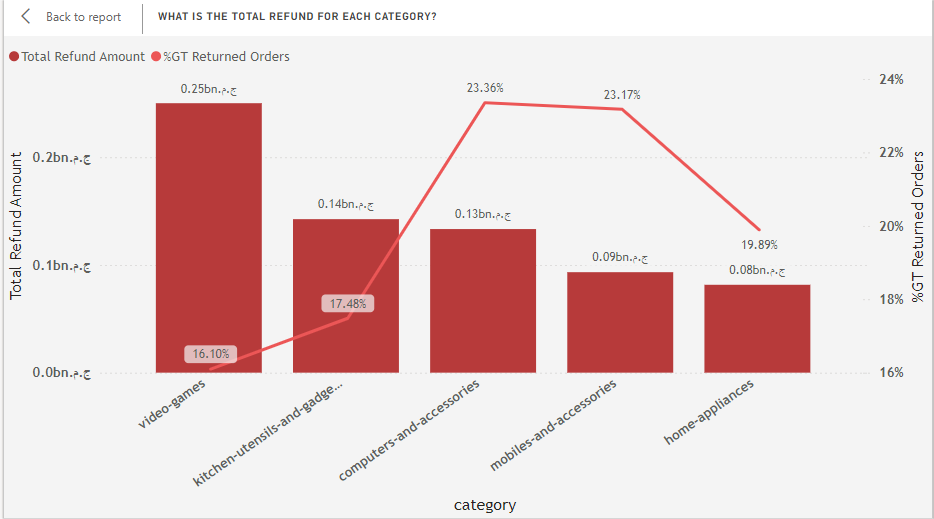 Back to report
WHAT IS THE TOTAL REFUND FOR EACH CATEGORY?
Total Refund Amount
%GT Returned Orders
0.25bn.ج.م
23.36%
23.17%
24%
0.2bn.ج.م
0.14bn.ج.م
0.13bn.ج.م
22%
0.1bn.ج.م
0.09bn.ج.م
0.08bn.ج.م
20%
19.89%
17.48%
18%
16.10%
0.0bn.ج.م
16%
Total Refund Amount
%GT Returned Orders
video-games
kitchen-utensils-and-gadge...
computers-and-accessories
mobiles-and-accessories
home-appliances
category